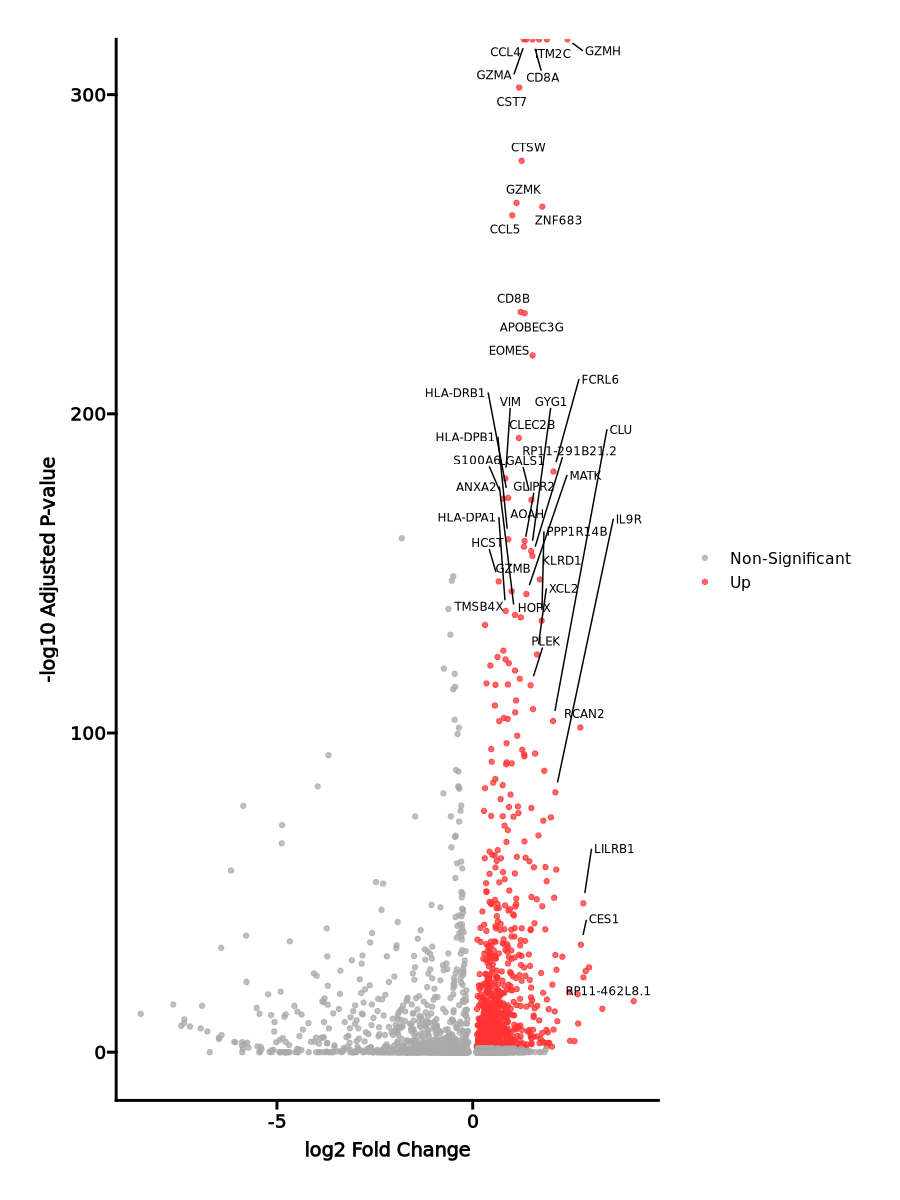 CCL4
ITM2C
GZMH
GZMA
CD8A
300
CST7
CTSW
GZMK
ZNF683
CCL5
CD8B
APOBEC3G
EOMES
FCRL6
HLA-DRB1
VIM
GYG1
200
CLEC2B
CLU
HLA-DPB1
RP11-291B21.2
S100A6
LGALS1
MATK
ANXA2
GLIPR2
HLA-DPA1
AOAH
IL9R
PPP1R14B
HCST
KLRD1
GZMB
XCL2
TMSB4X
HOPX
PLEK
RCAN2
100
LILRB1
CES1
RP11-462L8.1
0
-5
0
log2 Fold Change
-log10 Adjusted P-value
Non-Significant
Up